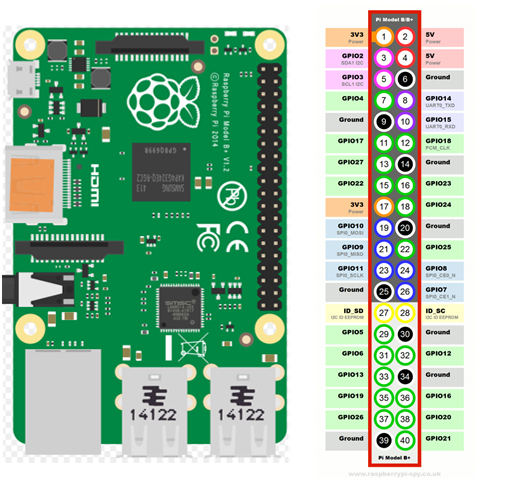 Raspberry Pi Model B+ V1.2
© Raspberry Pi 2014
HDMI
SAMSUNG
FC
CE
14122
14122
Pi Model B/B+
3V3
Power
1
2
5V
Power
GPIO2
SDA1 I2C
3
4
5V
Power
GPIO3
SCL1 I2C
5
6
Ground
GPIO4
7
8
GPIO14
UART0_TXD
Ground
9
10
GPIO15
UART0_RXD
GPIO17
11
12
GPIO18
PCM_CLK
GPIO27
13
14
Ground
GPIO22
15
16
GPIO23
3V3
Power
17
18
GPIO24
GPIO10
SPI0_MOSI
19
20
Ground
GPIO9
SPI0_MISO
21
22
GPIO25
GPIO11
SPI0_SCLK
23
24
GPIO8
SPI0_CE0_N
Ground
25
26
GPIO7
SPI0_CE1_N
ID_SD
I2C ID EEPROM
27
28
ID_SC
I2C ID EEPROM
GPIO5
29
30
Ground
GPIO6
31
32
GPIO12
GPIO13
33
34
Ground
GPIO19
35
36
GPIO16
GPIO26
37
38
GPIO20
Ground
39
40
GPIO21
Pi Model B+
www.raspberrypi-spy.co.uk